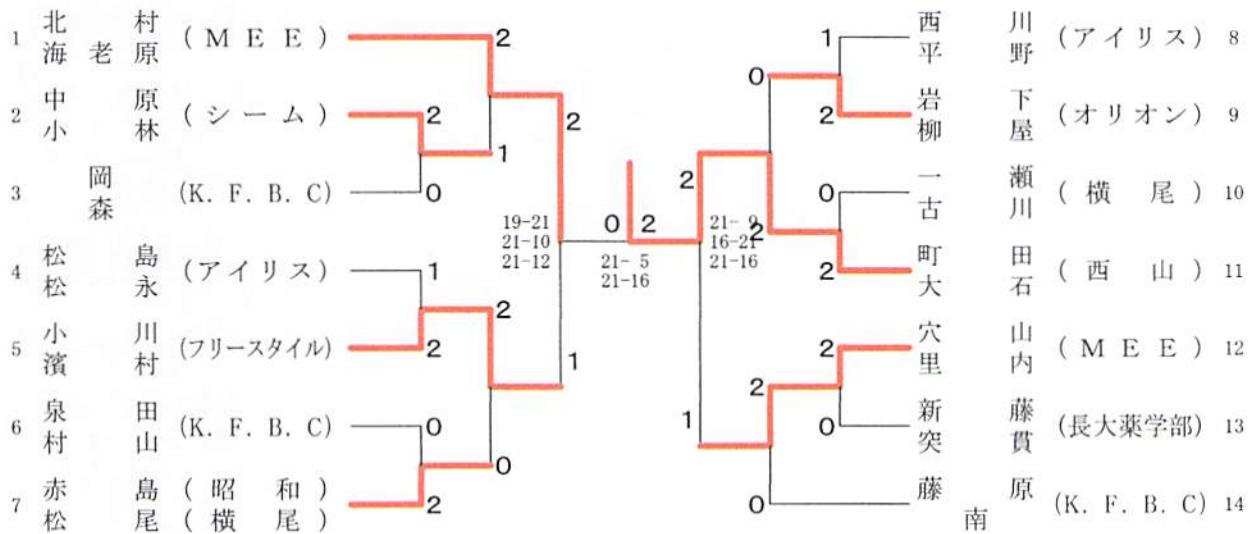 1 北村 海老原 (MEE)
2
2 中原 小林 (シーム) 2
1
3 岡 森 (K.F.B.C) 0
2
19-21
21-10
21-12
4 松島 松永 (アイリス) 1
2
5 小川 濱村 (フリースタイル) 2
1
6 泉田 村山 (K.F.B.C) 0
0
7 赤島 松尾 (昭和) (横尾) 2
0 2
21- 5
21-16
1 西川 平野 (アイリス) 8
0
2 岩下 柳屋 (オリオン) 9
2
0 一瀬 古川 (横尾) 10
21- 9
16-21
21-16
2
2 町田 大石 (西山) 11
2 穴山 里内 (MEE) 12
2
1
0 新藤 突貫 (長大薬学部) 13
0 藤原 南 (K.F.B.C) 14